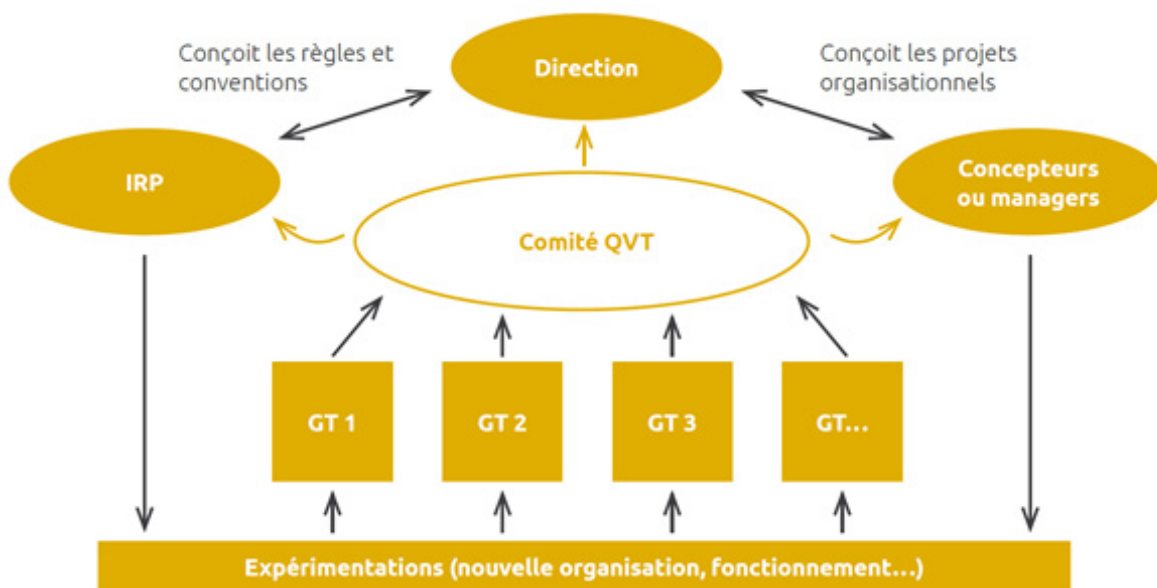 Conçoit les règles et
conventions
Direction
Conçoit les projets
organisationnels
IRP
Concepteurs
ou managers
Comité QVT
GT 1
GT 2
GT 3
GT...
Expérimentations (nouvelle organisation, fonctionnement...)